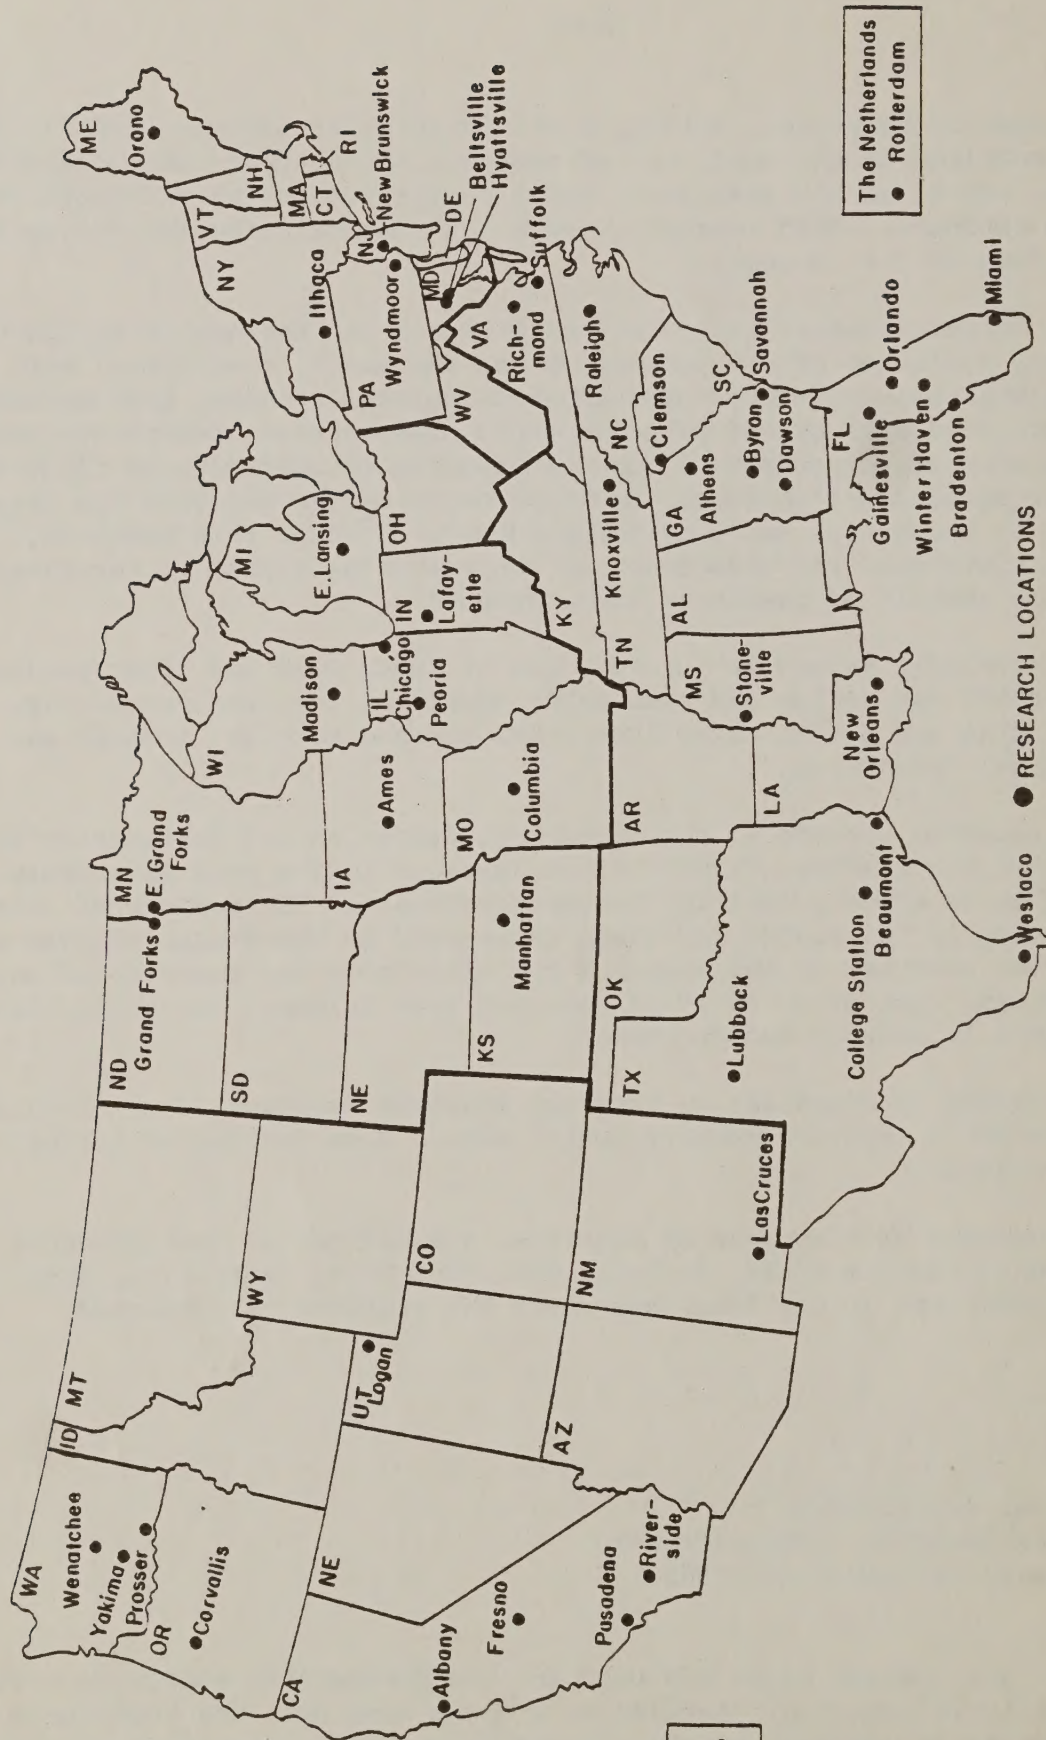 WA
Wenatchee
Yakima
Prosser
OR
Corvallis
ID
MT
CA
NE
Albany
Fresno
Pasadena
River-
side
UT
Logan
WY
CO
AZ
NM
Las Cruces
ND
Grand Forks
SD
NE
KS
Manhattan
OK
TX
Lubbock
College Station
Beaumont
Weslaco
MN
E. Grand
Forks
WI
Madison
IA
Ames
MO
Columbia
AR
LA
New
Orleans
IL
Chicago
Peoria
MI
E. Lansing
IN
Lafay-
ette
OH
KY
TN
Knoxville
MS
Stone-
ville
AL
GA
Athens
Byron
Dawson
Savannah
FL
Gainesville
Orlando
Winter Haven
Bradenton
Miami
SC
Clemson
NC
Raleigh
VA
Rich-
mond
Suffolk
WV
MD
DE
Beltsville
Hyattsville
PA
Wyndmoor
NJ
New Brunswick
NY
Ithaca
VT
NH
MA
CT
RI
ME
Orono
The Netherlands
Rotterdam
RESEARCH LOCATIONS